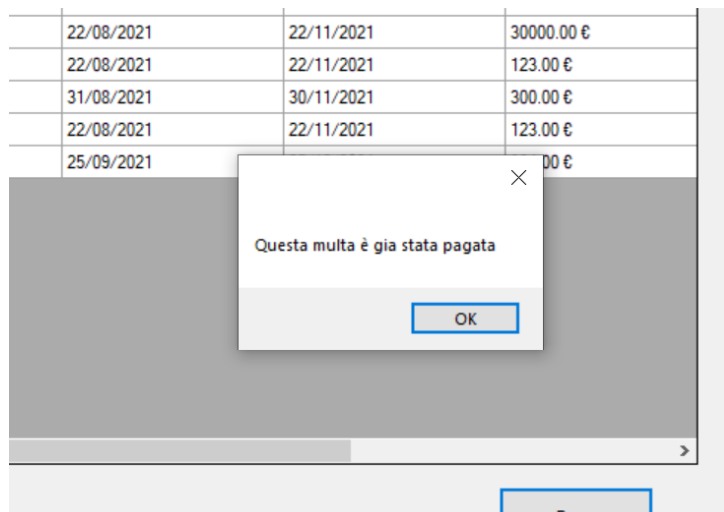 22/08/2021 22/11/2021 30000.00 €
22/08/2021 22/11/2021 123.00 €
31/08/2021 30/11/2021 300.00 €
22/08/2021 22/11/2021 123.00 €
25/09/2021
Questa multa è gia stata pagata
OK